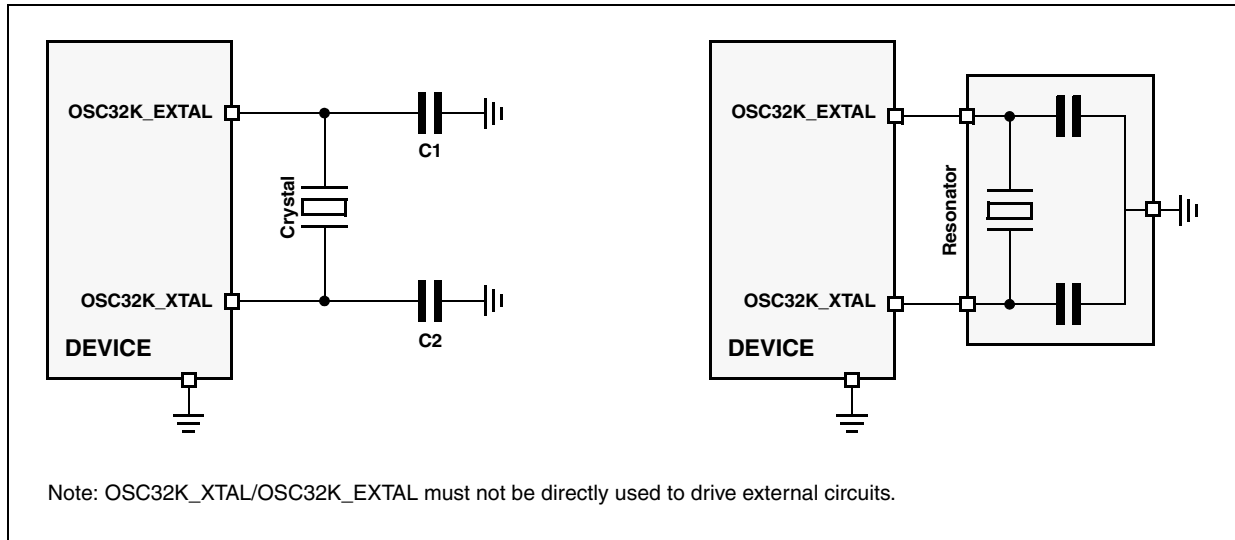 OSC32K_EXTAL
C1
Crystal
OSC32K_XTAL
C2
DEVICE
OSC32K_EXTAL
Resonator
OSC32K_XTAL
DEVICE
Note: OSC32K_XTAL/OSC32K_EXTAL must not be directly used to drive external circuits.